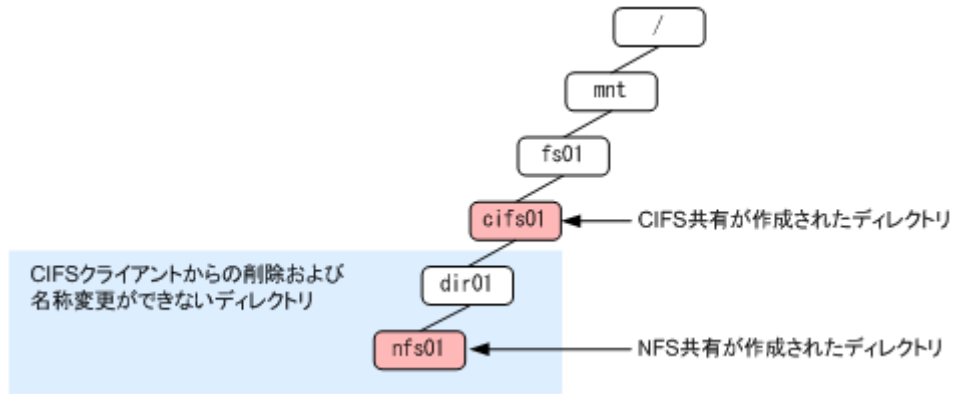 /
mnt
fs01
cifs01
CIFS共有が作成されたディレクトリ
CIFSクライアントからの削除および
名称変更ができないディレクトリ
dir01
nfs01
NFS共有が作成されたディレクトリ